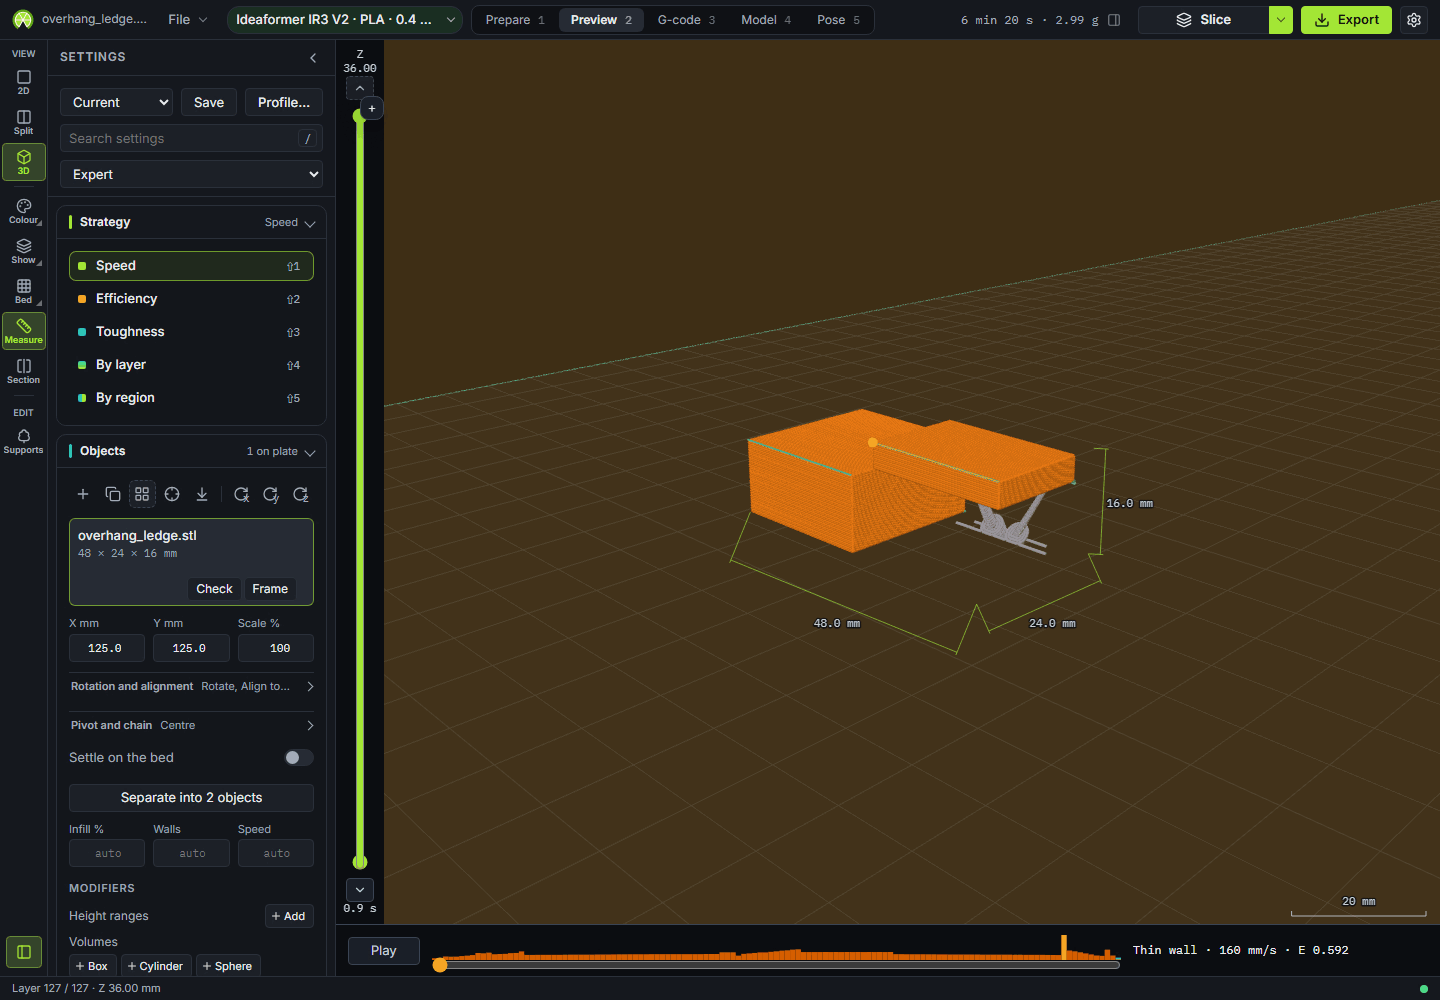 overhang_ledge....
File
Ideaformer IR3 V2 · PLA · 0.4 ...
Prepare 1
Preview 2
G-code 3
Model 4
Pose 5
6 min 20 s · 2.99 g
Slice
Export
VIEW
2D
Split
3D
Colour
Show
Bed
Measure
Section
EDIT
Supports
SETTINGS
Current
Save
Profile...
Search settings
/
Expert
Strategy
Speed
Speed ⇧1
Efficiency ⇧2
Toughness ⇧3
By layer ⇧4
By region ⇧5
Objects
1 on plate
x
y
z
overhang_ledge.stl
48 × 24 × 16 mm
Check
Frame
X mm
Y mm
Scale %
125.0
125.0
100
Rotation and alignment Rotate, Align to...
Pivot and chain Centre
Settle on the bed
Separate into 2 objects
Infill %
Walls
Speed
auto
auto
auto
MODIFIERS
Height ranges
+ Add
Volumes
+ Box
+ Cylinder
+ Sphere
Z
36.00
+
0.9 s
16.0 mm
48.0 mm
24.0 mm
20 mm
Play
Thin wall · 160 mm/s · E 0.592
Layer 127 / 127 · Z 36.00 mm